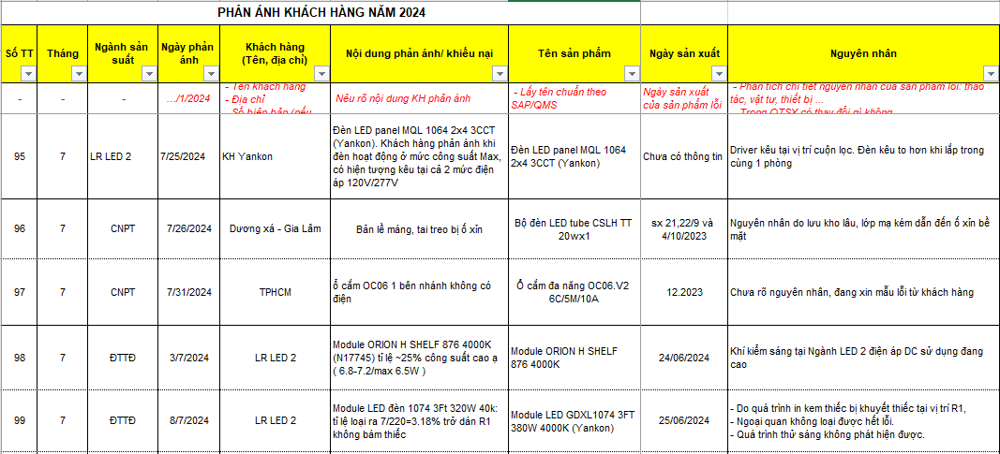 PHẢN ÁNH KHÁCH HÀNG NĂM 2024
Số TT
Tháng
Ngành sản
suất
Ngày phản
ánh
Khách hàng
(Tên, địa chỉ)
Nội dung phản ánh/ khiếu nại
Tên sản phẩm
Ngày sản xuất
Nguyên nhân
-
-
-
.../1/2024
- Tên khách hàng
- Địa chỉ
- Số biên bản (nếu
Nêu rõ nội dung KH phản ánh
- Lấy tên chuẩn theo
SAP/QMS
Ngày sản xuất
của sản phẩm lỗi
- Phân tích chi tiết nguyên nhân của sản phẩm lỗi: thao
tác, vật tư, thiết bị ...
- Trong QTSX có thay đổi gì không
95
7
LR LED 2
7/25/2024
KH Yankon
Đèn LED panel MQL 1064 2x4 3CCT
(Yankon). Khách hàng phản ánh khi
đèn hoạt động ở mức công suất Max,
có hiện tượng kêu tại cả 2 mức điện
áp 120V/277V
Đèn LED panel MQL 1064
2x4 3CCT (Yankon)
Chưa có thông tin
Driver kêu tại vị trí cuộn lọc. Đèn kêu to hơn khi lắp trong
cùng 1 phòng
96
7
CNPT
7/26/2024
Dương xá - Gia Lâm
Bản lề máng, tai treo bị ố xỉn
Bộ đèn LED tube CSLH TT
20wx1
sx 21,22/9 và
4/10/2023
Nguyên nhân do lưu kho lâu, lớp mạ kém dẫn đến ố xỉn bề
mặt
97
7
CNPT
7/31/2024
TPHCM
ổ cắm OC06 1 bên nhánh không có
điện
Ổ cắm đa năng OC06.V2
6C/5M/10A
12.2023
Chưa rõ nguyên nhân, đang xin mẫu lỗi từ khách hàng
98
7
ĐTTĐ
3/7/2024
LR LED 2
Module ORION H SHELF 876 4000K
(N17745) tỉ lệ ~25% công suất cao ạ
( 6.8-7.2/max 6.5W )
Module ORION H SHELF
876 4000K
24/06/2024
Khí kiểm sáng tại Ngành LED 2 điện áp DC sử dụng đang
cao
99
7
ĐTTĐ
8/7/2024
LR LED 2
Module LED đèn 1074 3Ft 320W 40k:
tỉ lệ loại ra 7/220=3.18% trở dán R1
không bám thiếc
Module LED GDXL1074 3FT
380W 4000K (Yankon)
25/06/2024
- Do quá trình in kem thiếc bị khuyết thiếc tại vị trí R1,
- Ngoại quan không loại được hết lỗi.
- Quá trình thử sáng không phát hiện được.